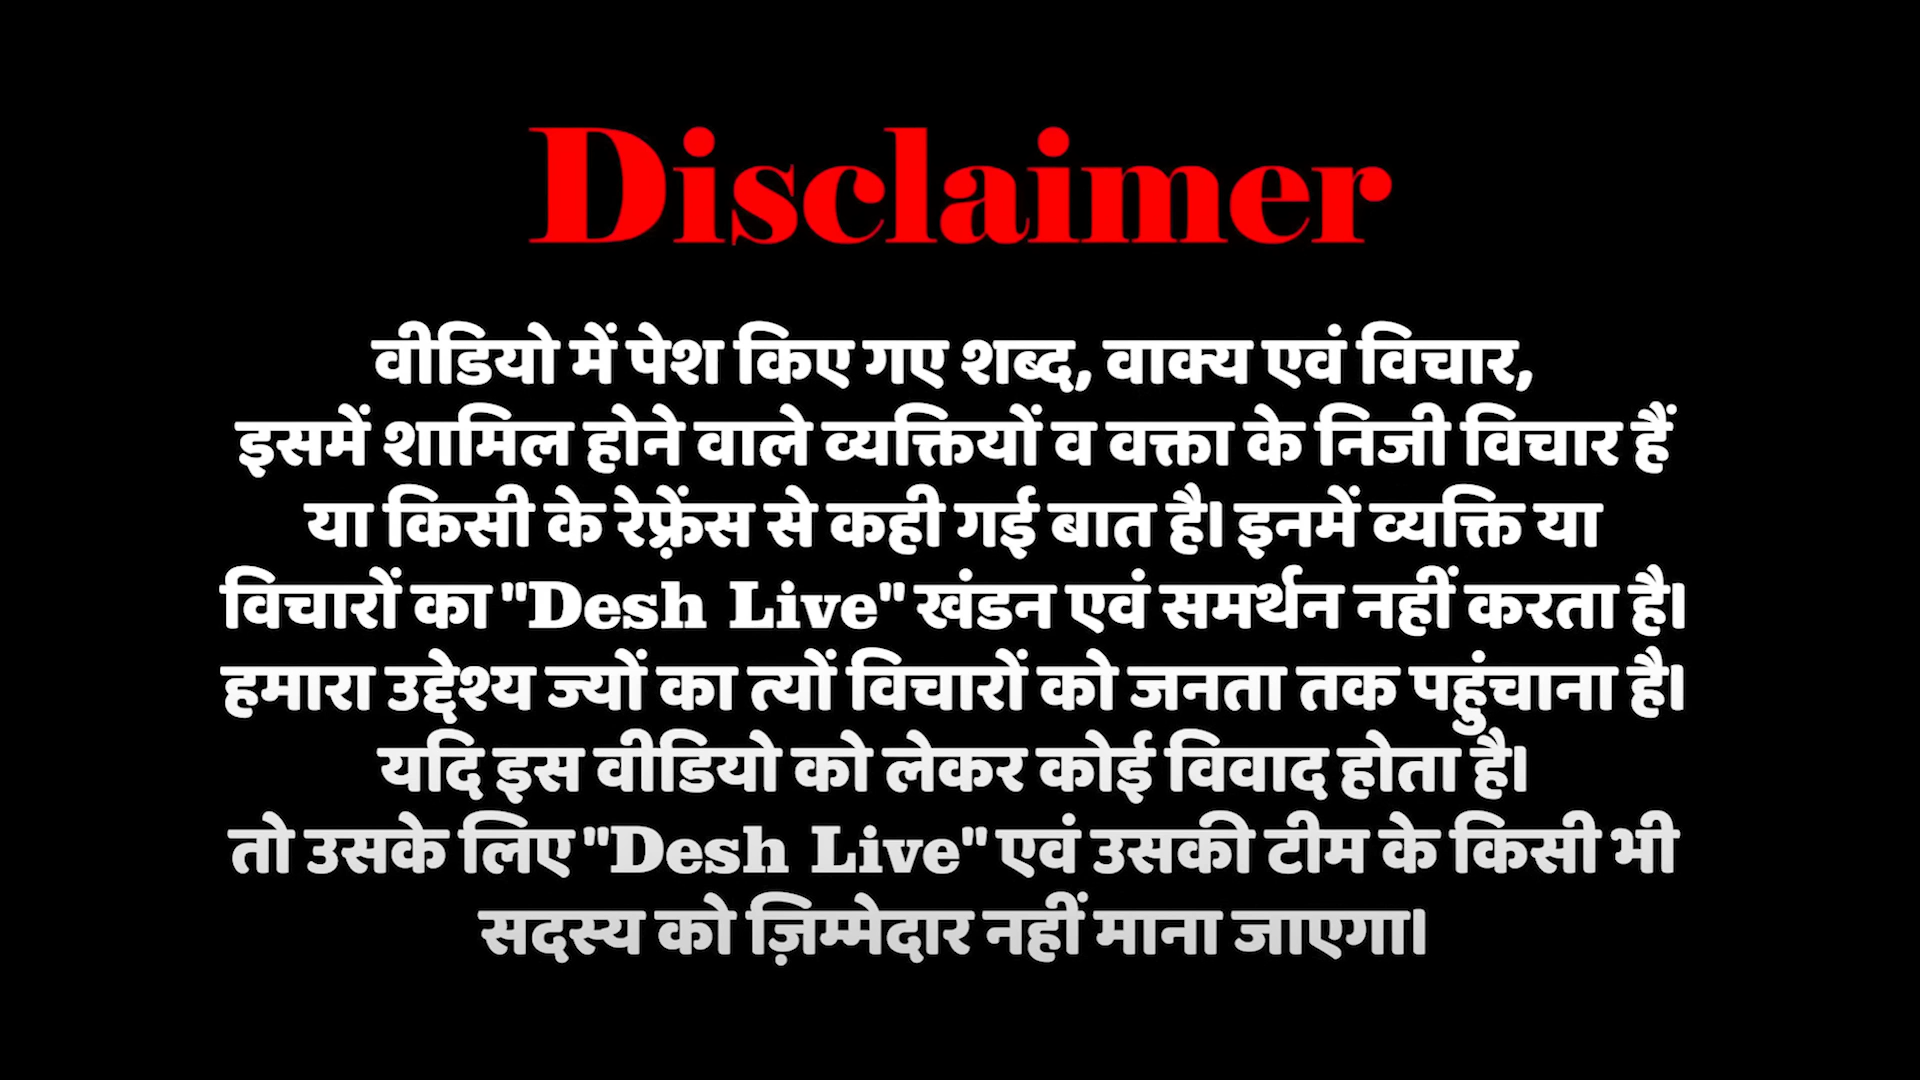 Disclaimer
वीडियो में पेश किए गए शब्द, वाक्य एवं विचार,
इसमें शामिल होने वाले व्यक्तियों व वक्ता के निजी विचार हैं
या किसी के रेफ़्रेंस से कही गई बात है। इनमें व्यक्ति या
विचारों का "Desh Live" खंडन एवं समर्थन नहीं करता है।
हमारा उद्देश्य ज्यों का त्यों विचारों को जनता तक पहुंचाना है।
यदि इस वीडियो को लेकर कोई विवाद होता है।
तो उसके लिए "Desh Live" एवं उसकी टीम के किसी भी
सदस्य को ज़िम्मेदार नहीं माना जाएगा।